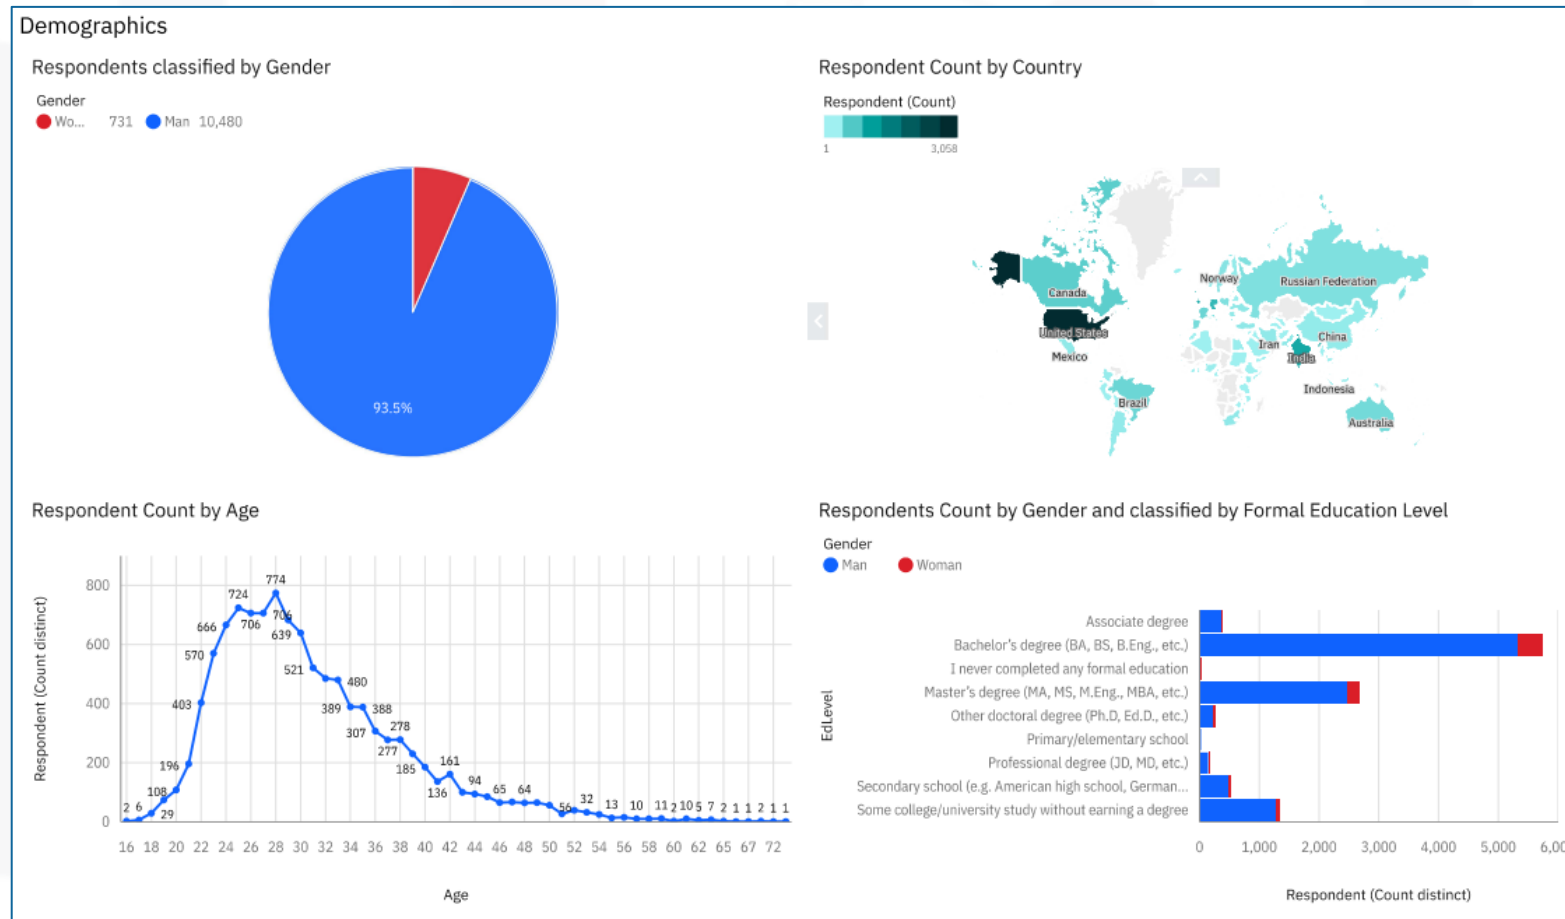 Demographics
Respondents classified by Gender
Gender
Wo... 731 Man 10,480
93.5%
Respondent Count by Country
Respondent (Count)
1 3,058
Norway
Russian Federation
Canada
United States
Mexico
Iran
China
India
Indonesia
Brazil
Australia
Respondent Count by Age
Respondent (Count distinct)
800
600
400
200
0
2
6
29
108
196
403
570
666
724
706
774
706
639
521
480
389
388
307
277
278
185
136
161
94
65
64
56
32
13
10
11
2
10
5
7
2
1
1
2
1
1
16 18 20 22 24 26 28 30 32 34 36 38 40 42 44 46 48 50 52 54 56 58 60 62 65 67 72
Age
Respondents Count by Gender and classified by Formal Education Level
Gender
Man Woman
EdLevel
Associate degree
Bachelor's degree (BA, BS, B.Eng., etc.)
I never completed any formal education
Master's degree (MA, MS, M.Eng., MBA, etc.)
Other doctoral degree (Ph.D, Ed.D., etc.)
Primary/elementary school
Professional degree (JD, MD, etc.)
Secondary school (e.g. American high school, German...
Some college/university study without earning a degree
0 1,000 2,000 3,000 4,000 5,000 6,00
Respondent (Count distinct)